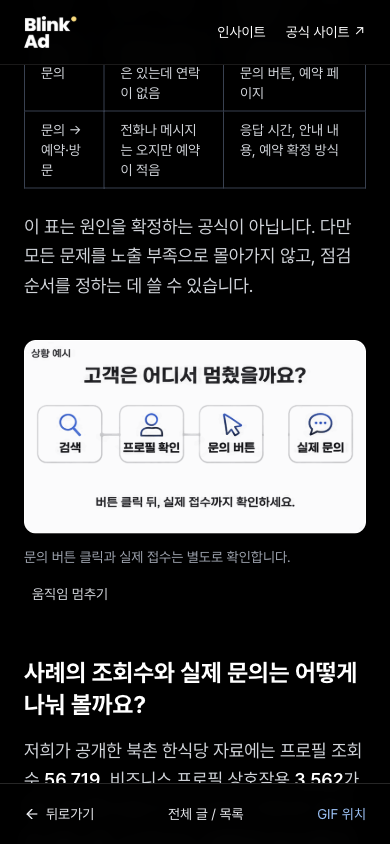 Blink
Ad
인사이트
공식 사이트 ↗
문의
은 있는데 연락
이 없음
문의 버튼, 예약 페
이지
문의 →
예약·방
문
전화나 메시지
는 오지만 예약
이 적음
응답 시간, 안내 내
용, 예약 확정 방식
이 표는 원인을 확정하는 공식이 아닙니다. 다만
모든 문제를 노출 부족으로 몰아가지 않고, 점검
순서를 정하는 데 쓸 수 있습니다.
상황 예시
고객은 어디서 멈췄을까요?
검색
프로필 확인
문의 버튼
실제 문의
버튼 클릭 뒤, 실제 접수까지 확인하세요.
문의 버튼 클릭과 실제 접수는 별도로 확인합니다.
움직임 멈추기
사례의 조회수와 실제 문의는 어떻게
나눠 볼까요?
저희가 공개한 북촌 한식당 자료에는 프로필 조회
수 56,719, 비즈니스 프로필 상호작용 3,562가
← 뒤로가기
전체 글 / 목록
GIF 위치